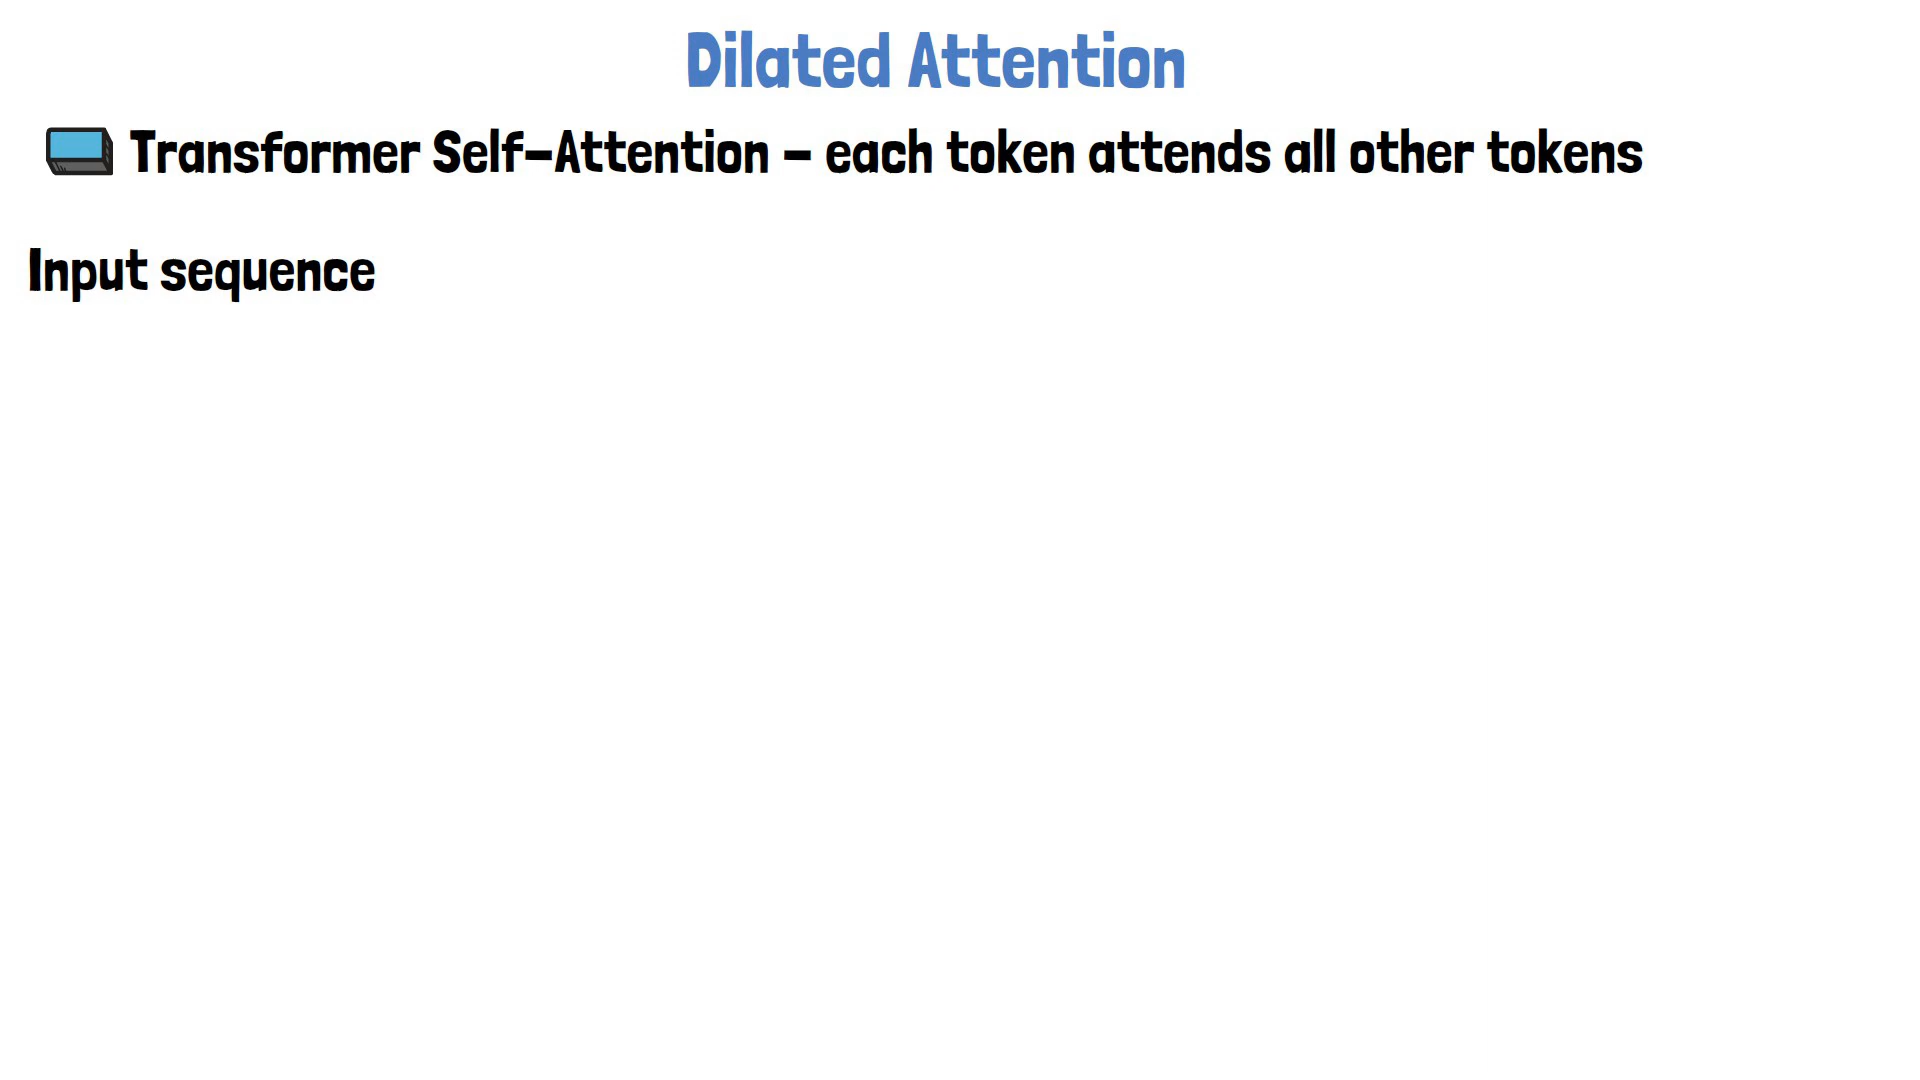 Dilated Attention
Transformer Self-Attention - each token attends all other tokens
Input sequence